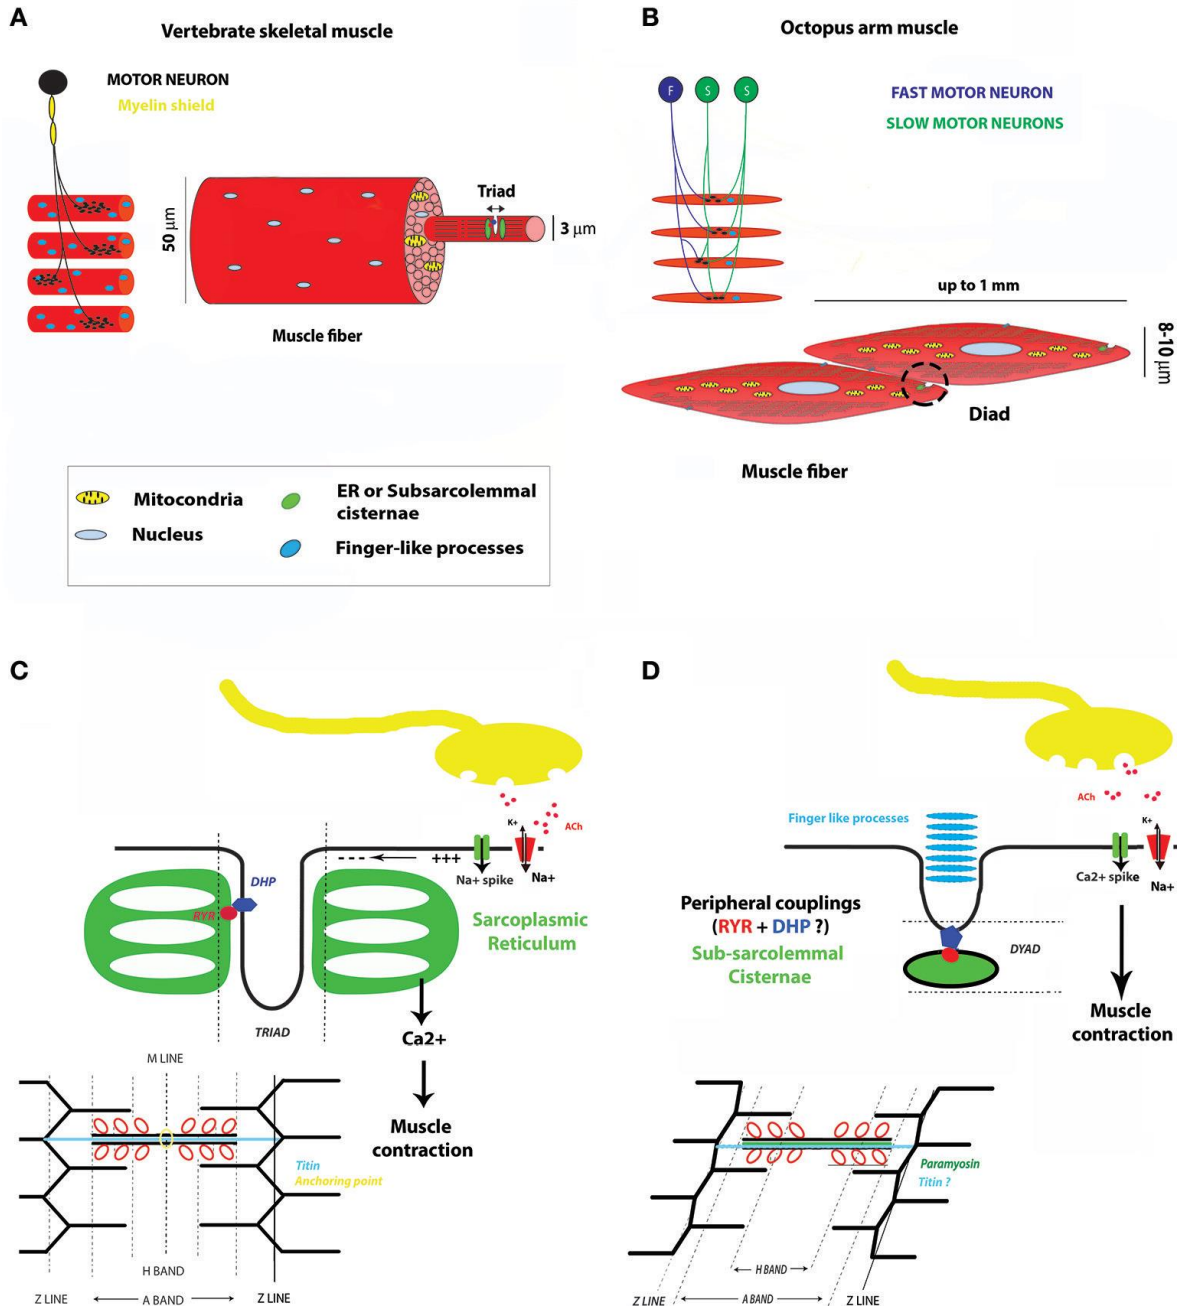 A
Vertebrate skeletal muscle
MOTOR NEURON
Myelin shield
50 µm
Triad
3 µm
Muscle fiber
B
Octopus arm muscle
F
S
S
FAST MOTOR NEURON
SLOW MOTOR NEURONS
up to 1 mm
8-10 µm
Diad
Muscle fiber
Mitocondria
Nucleus
ER or Subsarcolemmal
cisternae
Finger-like processes
C
K+
ACh
+++
Na+ spike
Na+
DHP
RYR
Sarcoplasmic
Reticulum
TRIAD
Ca2+
Muscle
contraction
M LINE
Titin
Anchoring point
H BAND
Z LINE
A BAND
Z LINE
D
ACh
K+
Finger like processes
Ca2+ spike
Na+
Peripheral couplings
(RYR + DHP ?)
Sub-sarcolemmal
Cisternae
DYAD
Muscle
contraction
Paramyosin
Titin ?
H BAND
Z LINE
A BAND
Z LINE